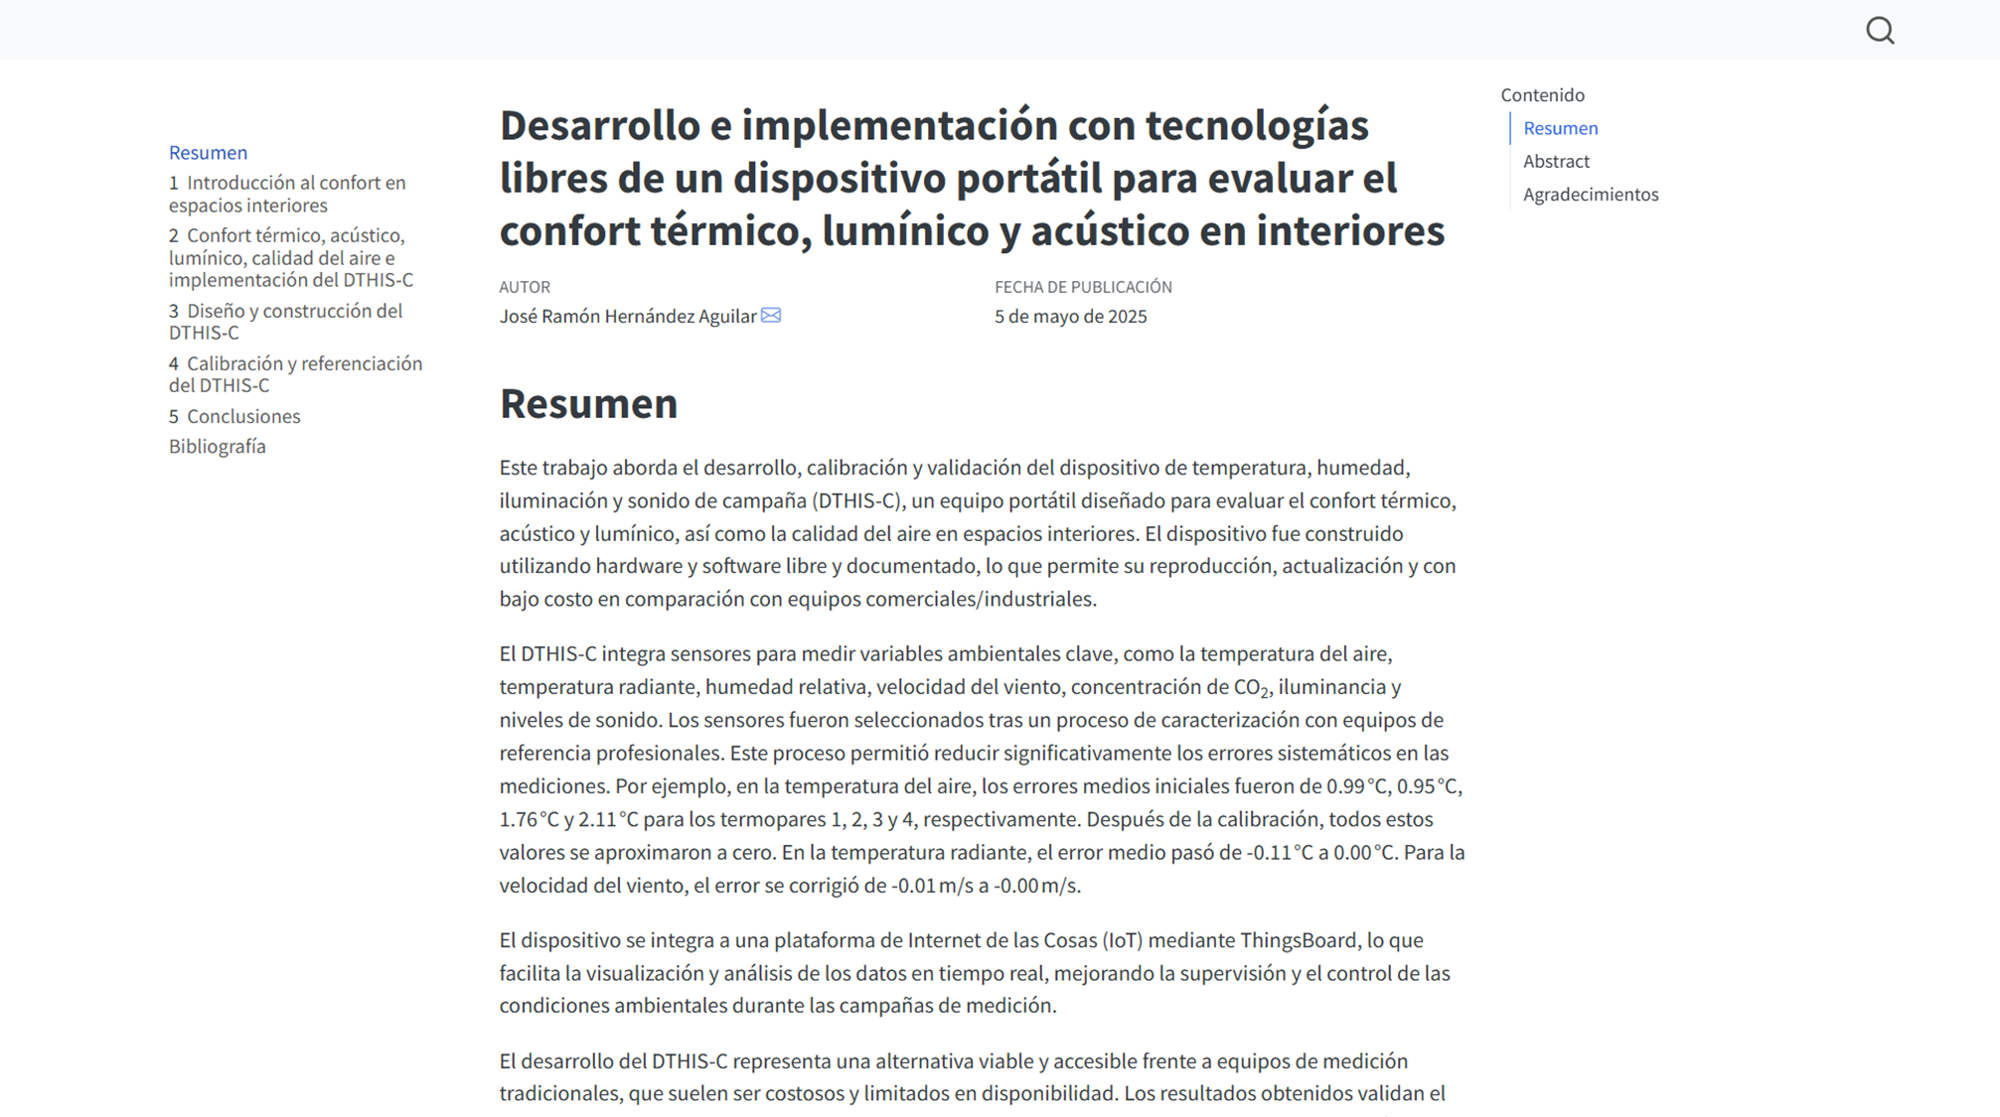 Resumen
1 Introducción al confort en
espacios interiores
2 Confort térmico, acústico,
lumínico, calidad del aire e
implementación del DTHIS-C
3 Diseño y construcción del
DTHIS-C
4 Calibración y referenciación
del DTHIS-C
5 Conclusiones
Bibliografía
Desarrollo e implementación con tecnologías
libres de un dispositivo portátil para evaluar el
confort térmico, lumínico y acústico en interiores
AUTOR
José Ramón Hernández Aguilar
FECHA DE PUBLICACIÓN
5 de mayo de 2025
Resumen
Este trabajo aborda el desarrollo, calibración y validación del dispositivo de temperatura, humedad,
iluminación y sonido de campaña (DTHIS-C), un equipo portátil diseñado para evaluar el confort térmico,
acústico y lumínico, así como la calidad del aire en espacios interiores. El dispositivo fue construido
utilizando hardware y software libre y documentado, lo que permite su reproducción, actualización y con
bajo costo en comparación con equipos comerciales/industriales.
El DTHIS-C integra sensores para medir variables ambientales clave, como la temperatura del aire,
temperatura radiante, humedad relativa, velocidad del viento, concentración de CO₂, iluminancia y
niveles de sonido. Los sensores fueron seleccionados tras un proceso de caracterización con equipos de
referencia profesionales. Este proceso permitió reducir significativamente los errores sistemáticos en las
mediciones. Por ejemplo, en la temperatura del aire, los errores medios iniciales fueron de 0.99 °C, 0.95 °C,
1.76 °C y 2.11 °C para los termopares 1, 2, 3 y 4, respectivamente. Después de la calibración, todos estos
valores se aproximaron a cero. En la temperatura radiante, el error medio pasó de -0.11 °C a 0.00 °C. Para la
velocidad del viento, el error se corrigió de -0.01 m/s a -0.00 m/s.
El dispositivo se integra a una plataforma de Internet de las Cosas (IoT) mediante ThingsBoard, lo que
facilita la visualización y análisis de los datos en tiempo real, mejorando la supervisión y el control de las
condiciones ambientales durante las campañas de medición.
El desarrollo del DTHIS-C representa una alternativa viable y accesible frente a equipos de medición
tradicionales, que suelen ser costosos y limitados en disponibilidad. Los resultados obtenidos validan el
Contenido
Resumen
Abstract
Agradecimientos